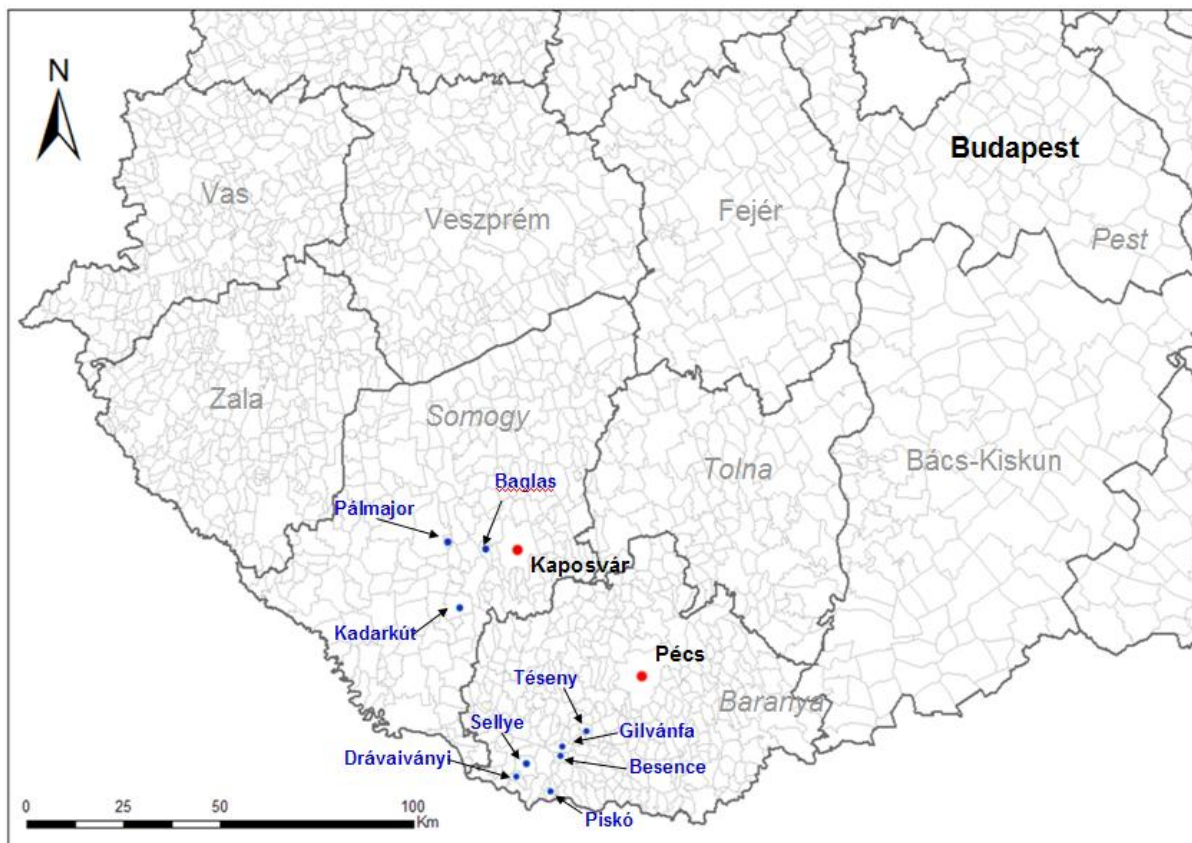 N
Budapest
Vas
Veszprém
Fejér
Pest
Zala
Somogy
Tolna
Bács-Kiskun
Baglas
Pálmajor
Kaposvár
Kadarkút
Pécs
Téseny
Baranya
Sellye
Gilvánfa
Drávaiványi
Besence
Piskó
0 25 50 100
Km